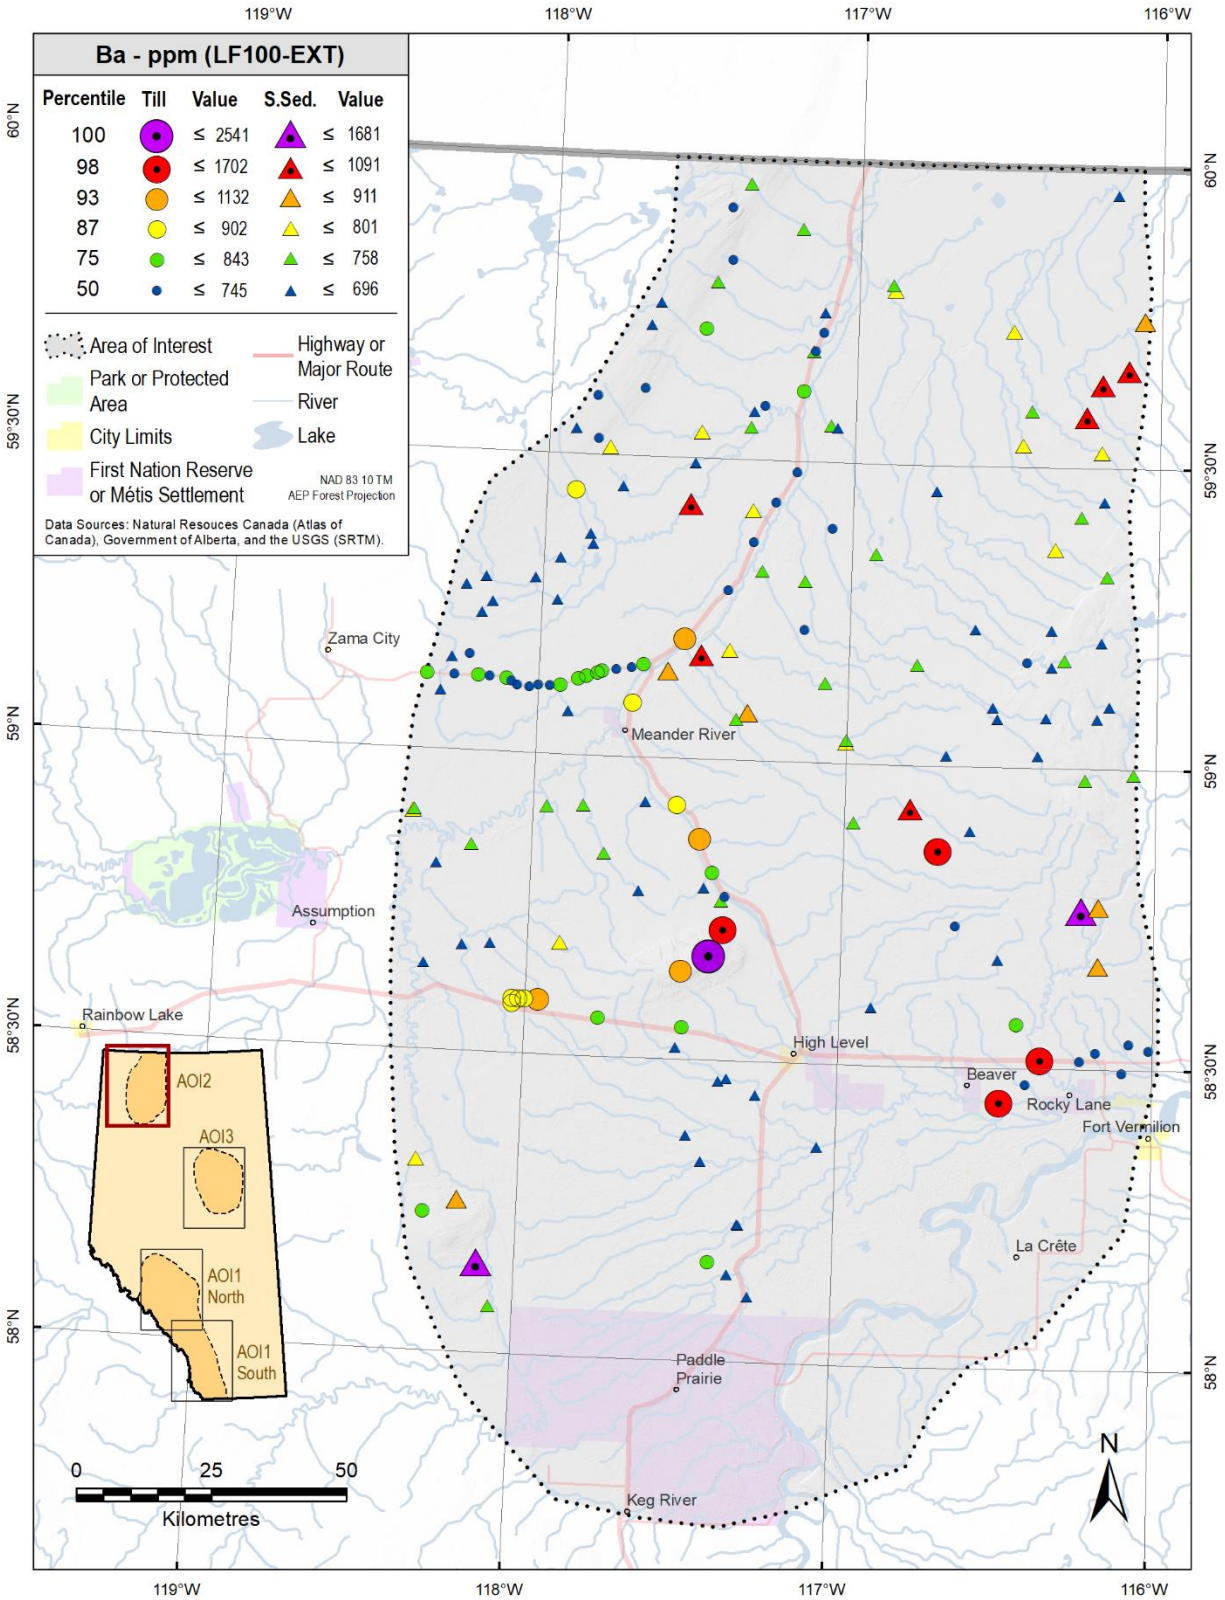 119°W 118°W 117°W 116°W
Ba - ppm (LF100-EXT)
Percentile Till Value S.Sed. Value
100 ≤ 2541 ≤ 1681
98 ≤ 1702 ≤ 1091
93 ≤ 1132 ≤ 911
87 ≤ 902 ≤ 801
75 ≤ 843 ≤ 758
50 ≤ 745 ≤ 696
Area of Interest
Park or Protected
Area
City Limits
First Nation Reserve
or Métis Settlement
Highway or
Major Route
River
Lake
NAD 83 10 TM
AEP Forest Projection
Data Sources: Natural Resouces Canada (Atlas of
Canada), Government of Alberta, and the USGS (SRTM).
60°N
60°N
59°30'N
59°30'N
Zama City
59°N
Meander River
59°N
Assumption
Rainbow Lake
58°30'N
High Level
58°30'N
Beaver
Rocky Lane
Fort Vermilion
La Crête
58°N
Paddle
Prairie
58°N
Keg River
AOI2
AOI3
AOI1
North
AOI1
South
0 25 50
Kilometres
N
119°W 118°W 117°W 116°W